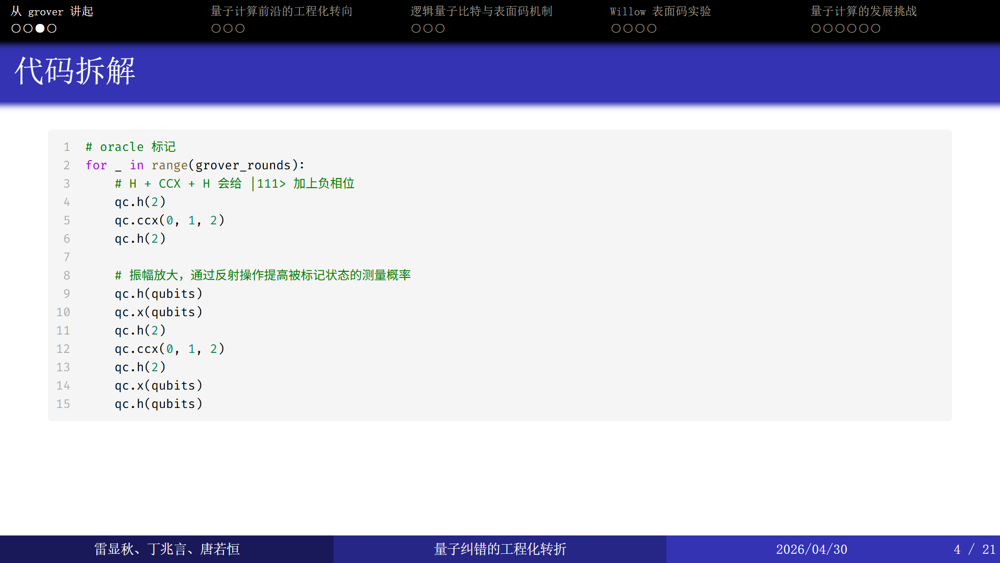 从 grover 讲起
量子计算前沿的工程化转向
逻辑量子比特与表面码机制
Willow 表面码实验
量子计算的发展挑战
代码拆解
1 # oracle 标记
2 for _ in range(grover_rounds):
3     # H + CCX + H 会给 |111> 加上负相位
4     qc.h(2)
5     qc.ccx(0, 1, 2)
6     qc.h(2)
7
8     # 振幅放大，通过反射操作提高被标记状态的测量概率
9     qc.h(qubits)
10     qc.x(qubits)
11     qc.h(2)
12     qc.ccx(0, 1, 2)
13     qc.h(2)
14     qc.x(qubits)
15     qc.h(qubits)
雷显秋、丁兆言、唐若恒
量子纠错的工程化转折
2026/04/30
4 / 21